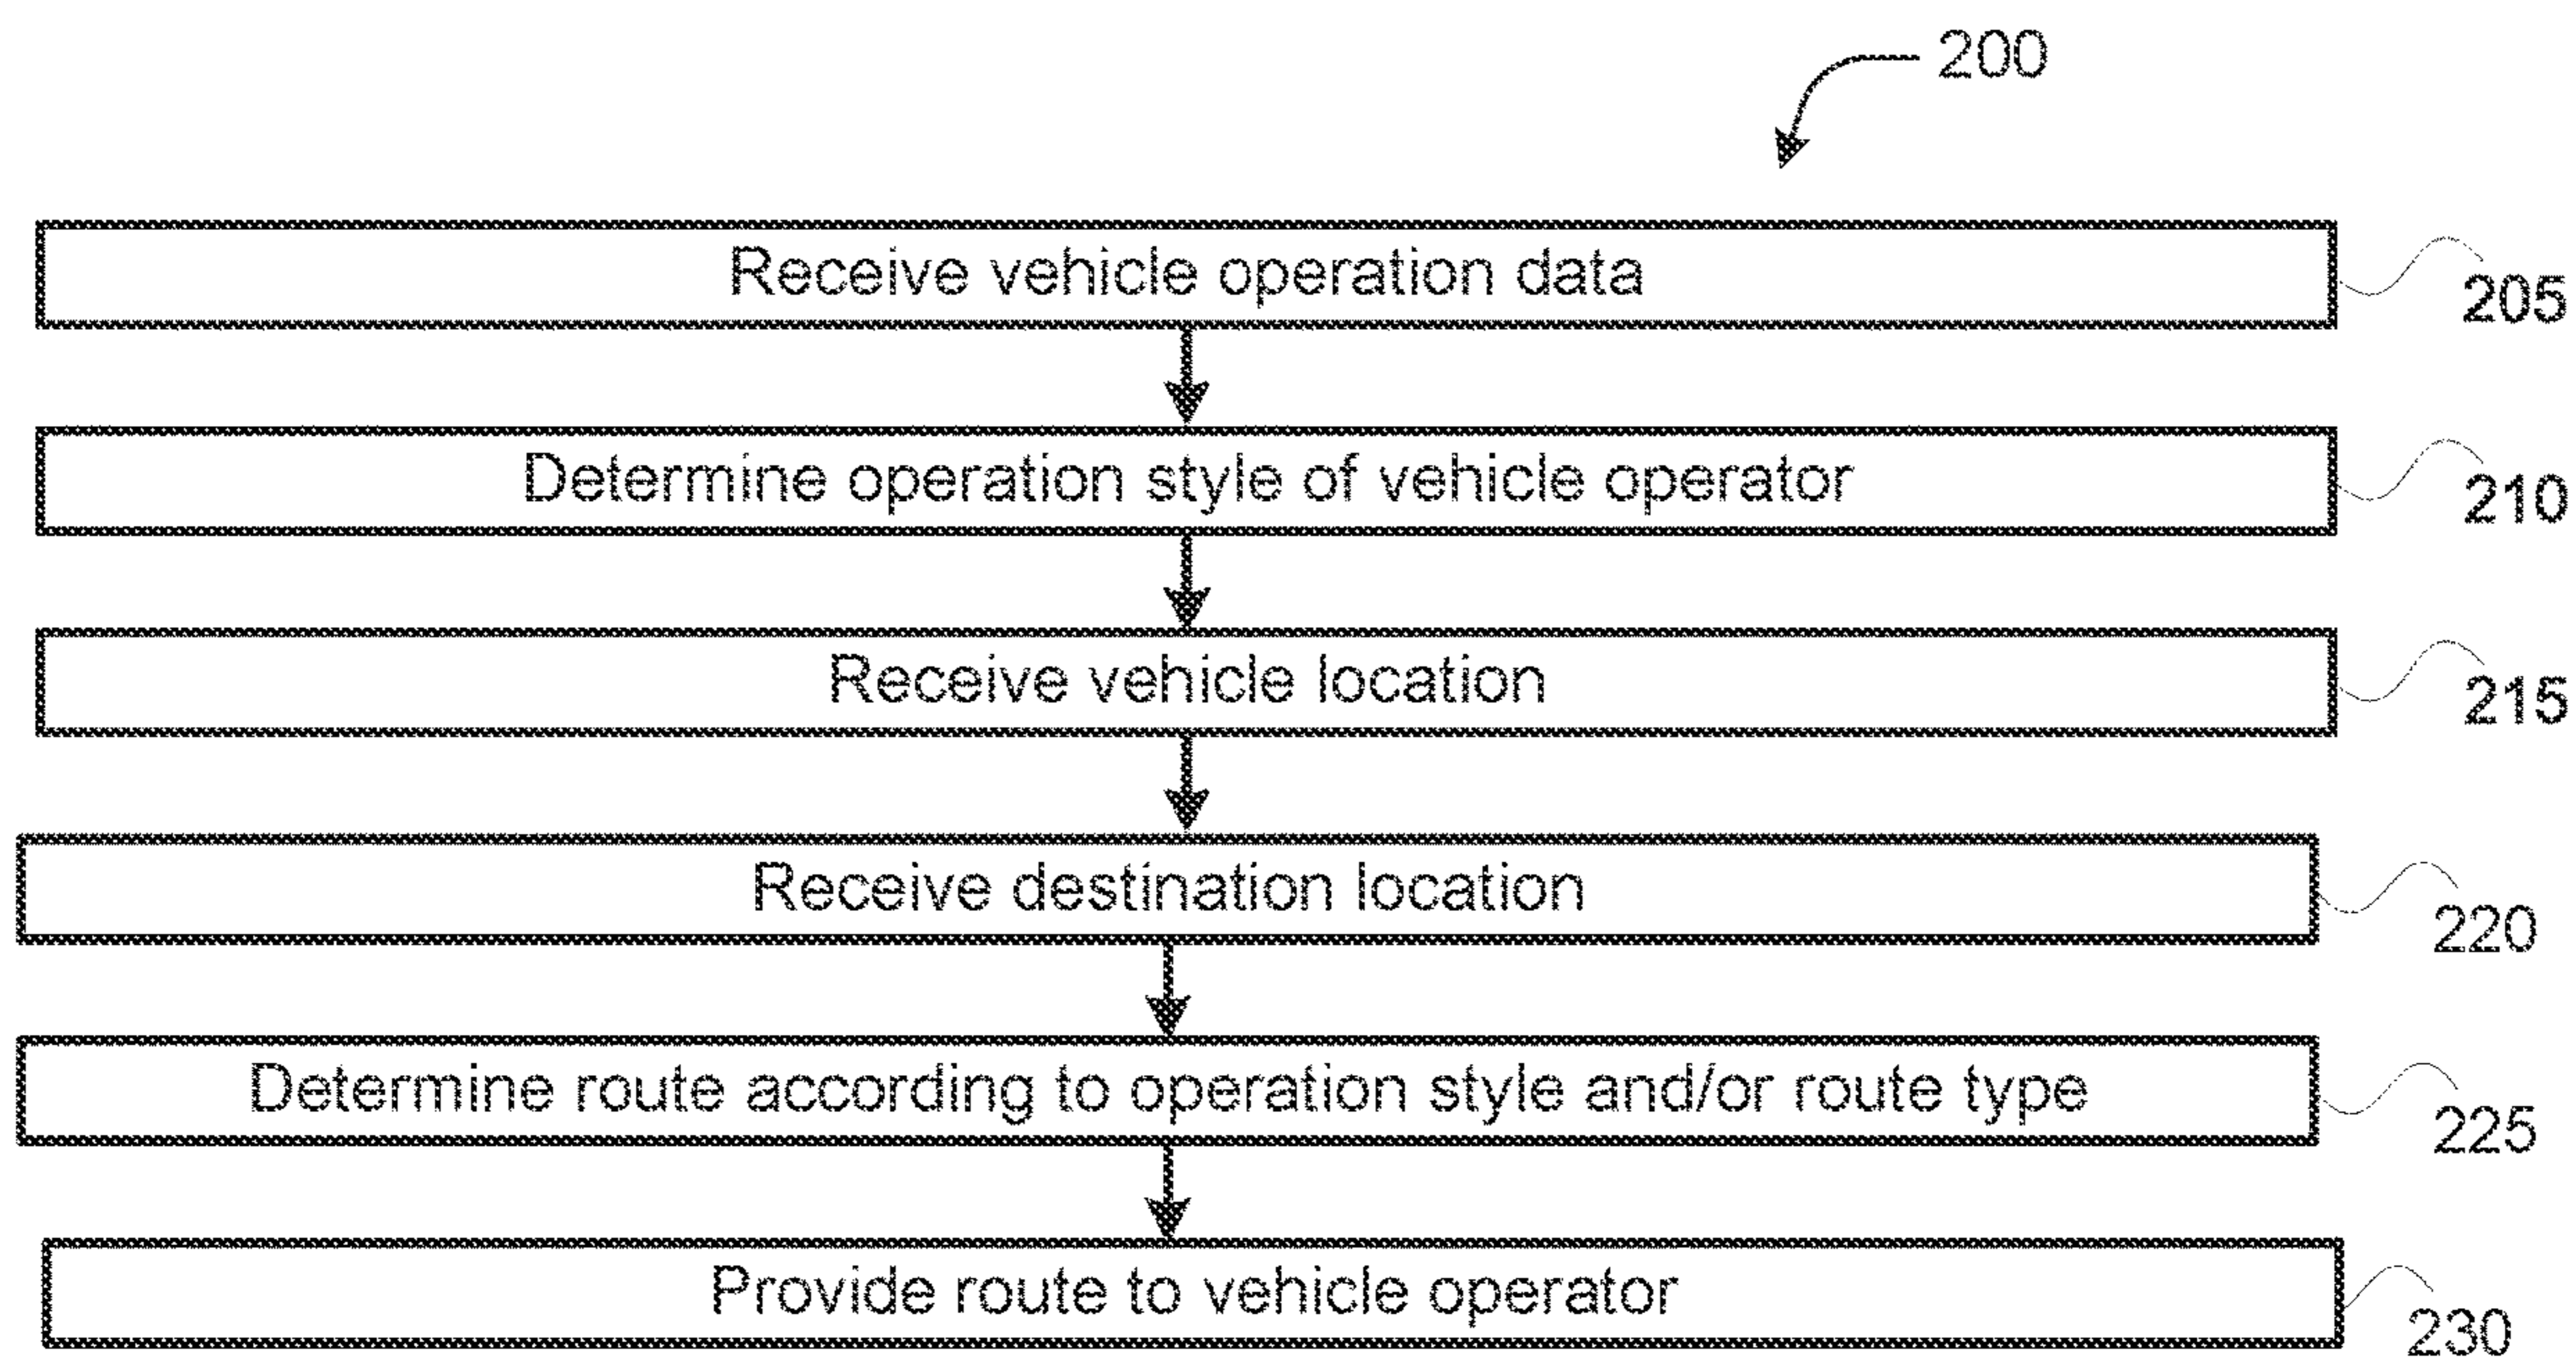 200
Receive vehicle operation data
205
Determine operation style of vehicle operator
210
Receive vehicle location
215
Receive destination location
220
Determine route according to operation style and/or route type
225
Provide route to vehicle operator
230